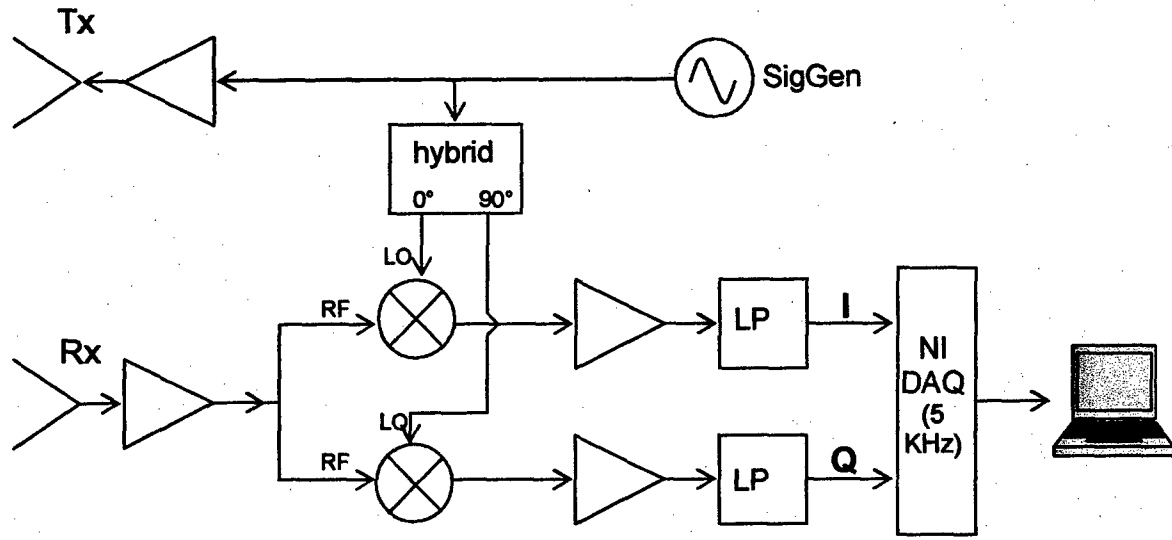 Tx
SigGen
hybrid
0° 90°
LO
RF
LP
I
Rx
NI
DAQ
(5
KHz)
LO
RF
LP
Q